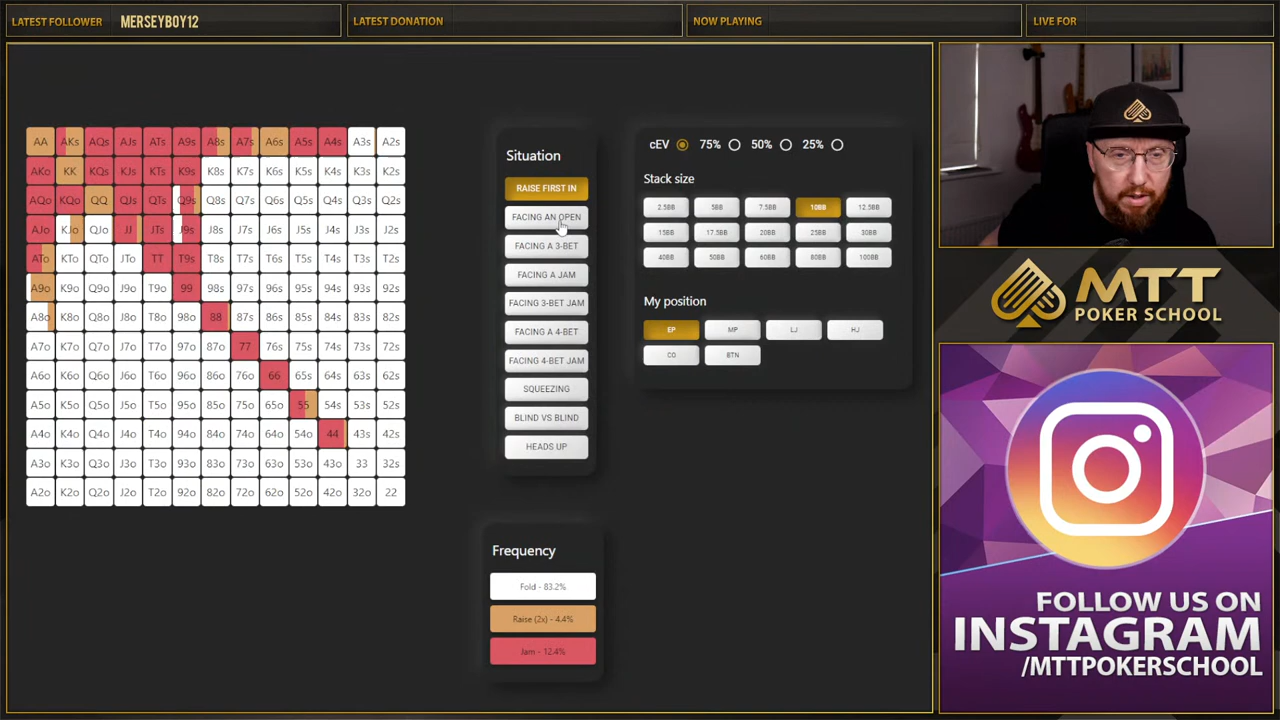 LATEST FOLLOWER MERSEYBOY12 LATEST DONATION NOW PLAYING LIVE FOR
AA AKs AQs AJs ATs A9s A8s A7s A6s A5s A4s A3s A2s
AKo KK KQs KJs KTs K9s K8s K7s K6s K5s K4s K3s K2s
AQo KQo QQ QJs QTs Q9s Q8s Q7s Q6s Q5s Q4s Q3s Q2s
AJo KJo QJo JJ JTs J9s J8s J7s J6s J5s J4s J3s J2s
ATo KTo QTo JTo TT T9s T8s T7s T6s T5s T4s T3s T2s
A9o K9o Q9o J9o T9o 99 98s 97s 96s 95s 94s 93s 92s
A8o K8o Q8o J8o T8o 98o 88 87s 86s 85s 84s 83s 82s
A7o K7o Q7o J7o T7o 97o 87o 77 76s 75s 74s 73s 72s
A6o K6o Q6o J6o T6o 96o 86o 76o 66 65s 64s 63s 62s
A5o K5o Q5o J5o T5o 95o 85o 75o 65o 55 54s 53s 52s
A4o K4o Q4o J4o T4o 94o 84o 74o 64o 54o 44 43s 42s
A3o K3o Q3o J3o T3o 93o 83o 73o 63o 53o 43o 33 32s
A2o K2o Q2o J2o T2o 92o 82o 72o 62o 52o 42o 32o 22
Situation
RAISE FIRST IN
FACING AN OPEN
FACING A 3-BET
FACING A JAM
FACING 3-BET JAM
FACING A 4-BET
FACING 4-BET JAM
SQUEEZING
BLIND VS BLIND
HEADS UP
Frequency
Fold - 83.2%
Raise (2x) - 4.4%
Jam - 12.4%
cEV 75% 50% 25%
Stack size
2.5BB 5BB 7.5BB 10BB 12.5BB
15BB 17.5BB 20BB 25BB 30BB
40BB 50BB 60BB 80BB 100BB
My position
EP MP LJ HJ
CO BTN
MTT
POKER SCHOOL
FOLLOW US ON
INSTAGRAM
/MTTPOKERSCHOOL